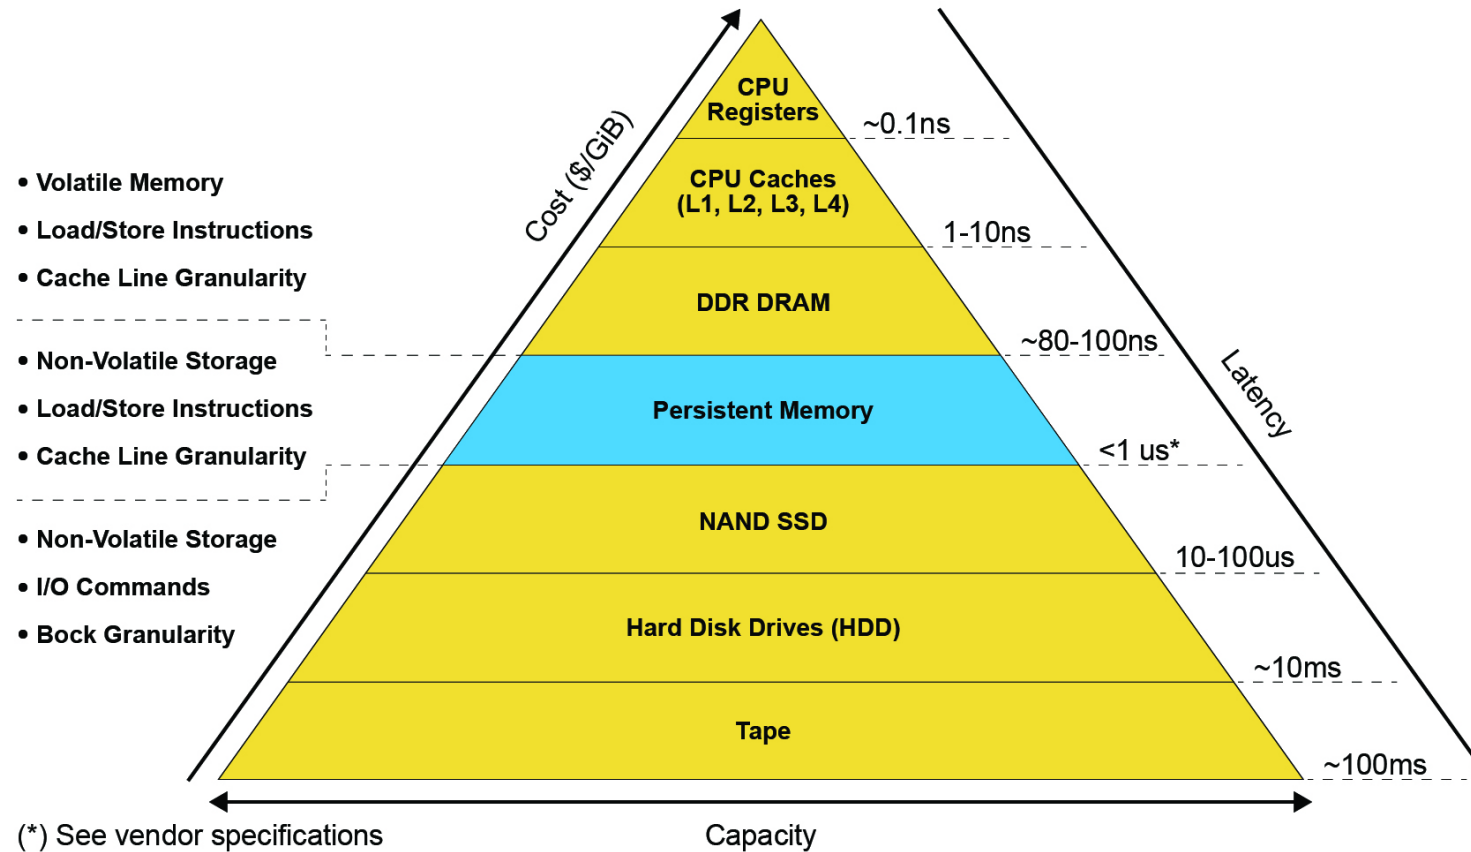 CPU
Registers
~0.1ns
Cost ($/GiB)
CPU Caches
(L1, L2, L3, L4)
1-10ns
• Volatile Memory
• Load/Store Instructions
• Cache Line Granularity
DDR DRAM
~80-100ns
Latency
• Non-Volatile Storage
• Load/Store Instructions
• Cache Line Granularity
Persistent Memory
<1 us*
• Non-Volatile Storage
• I/O Commands
• Bock Granularity
NAND SSD
10-100us
Hard Disk Drives (HDD)
~10ms
Tape
~100ms
(*) See vendor specifications
Capacity